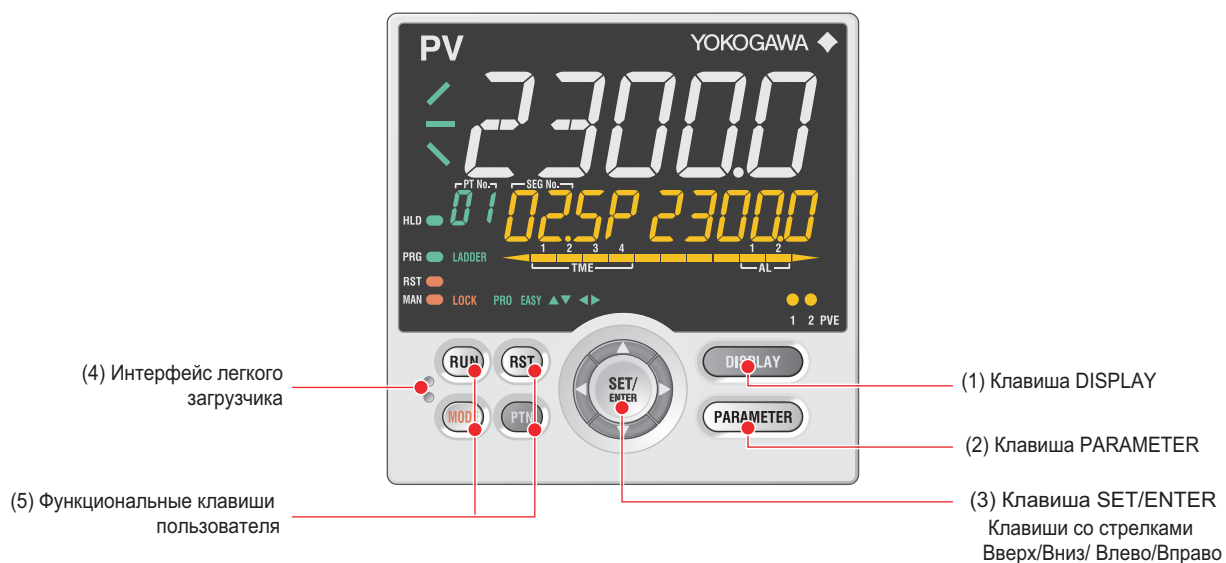 PV YOKOGAWA
2300.0
PT No. SEG No.
01 02.SP 2300.0
HLD
1 2 3 4 1 2
PRG LADDER TME AL
RST
MAN LOCK PRO EASY
1 2 PVE
RUN RST DISPLAY
SET/
ENTER
MODE PTN PARAMETER
(4) Интерфейс легкого
загрузчика
(5) Функциональные клавиши
пользователя
(1) Клавиша DISPLAY
(2) Клавиша PARAMETER
(3) Клавиша SET/ENTER
Клавиши со стрелками
Вверх/Вниз/ Влево/Вправо